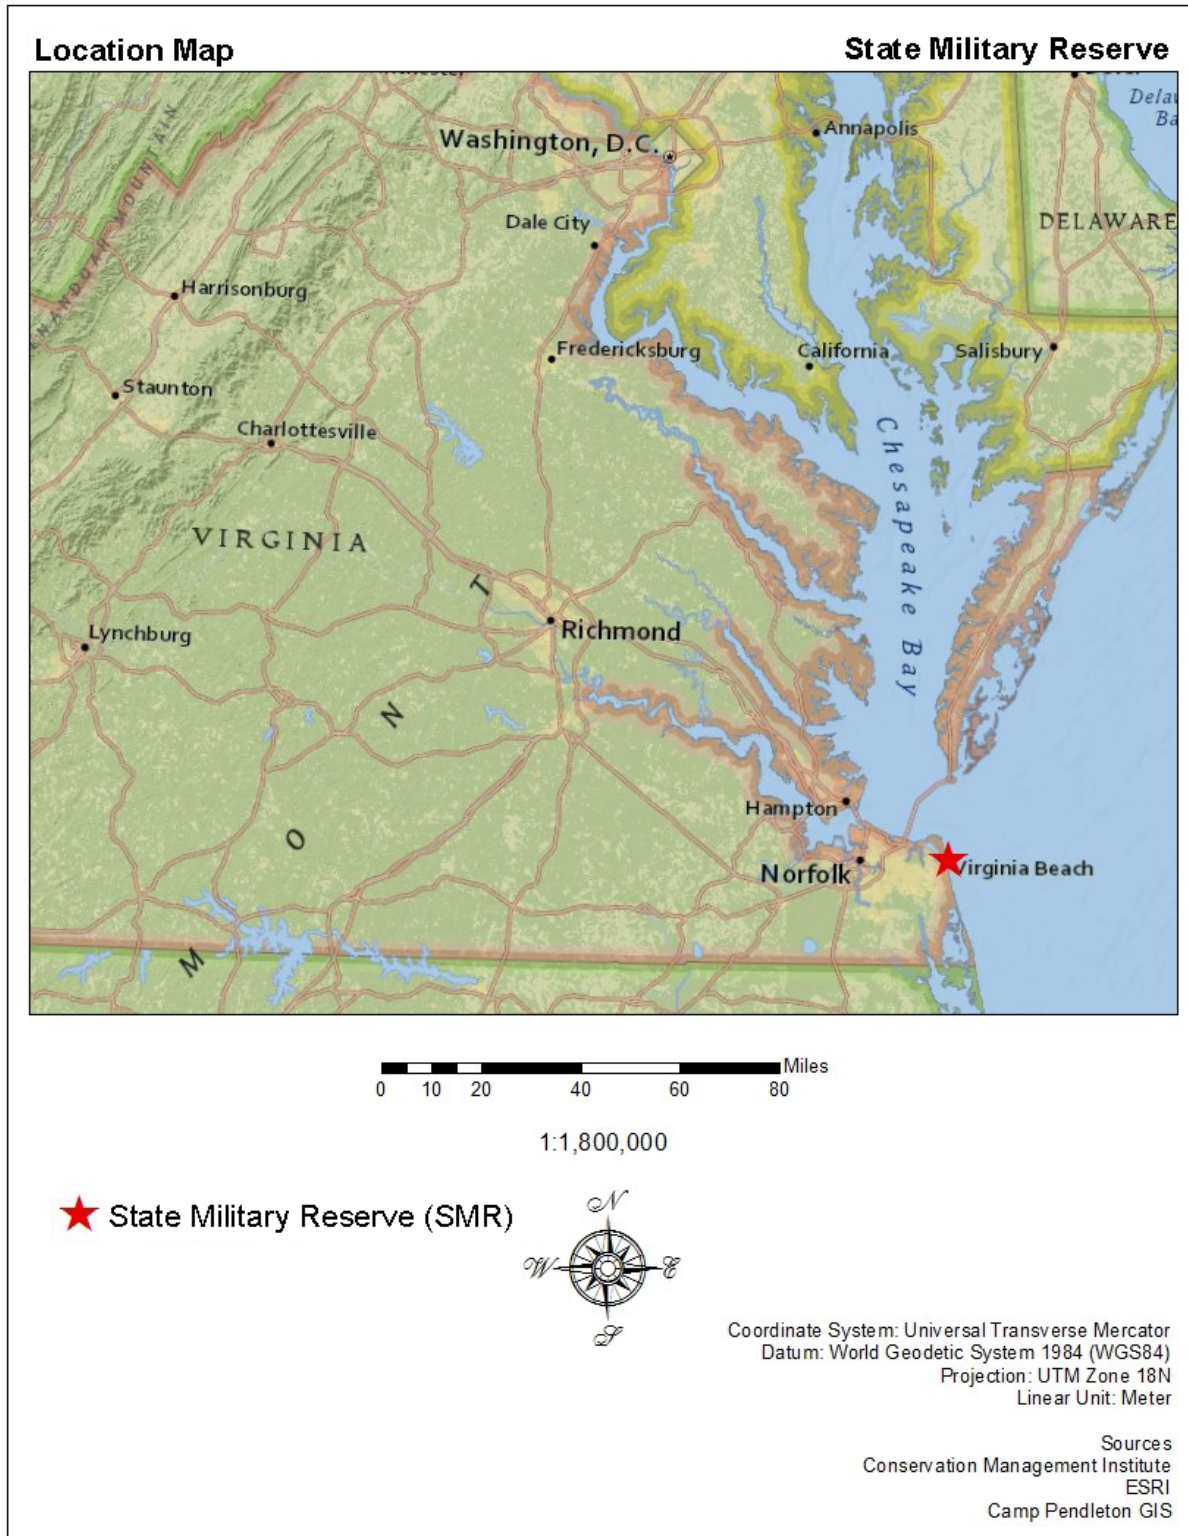 Location Map
State Military Reserve
Washington, D.C.
Annapolis
Dale City
DELAWARE
Harrisonburg
Fredericksburg
California
Salisbury
Staunton
Charlottesville
Chesapeake Bay
VIRGINIA
Lynchburg
Richmond
M O N T
Hampton
Norfolk
Virginia Beach
Miles
0 10 20 40 60 80
1:1,800,000
State Military Reserve (SMR)
N
W E
S
Coordinate System: Universal Transverse Mercator
Datum: World Geodetic System 1984 (WGS84)
Projection: UTM Zone 18N
Linear Unit: Meter
Sources
Conservation Management Institute
ESRI
Camp Pendleton GIS